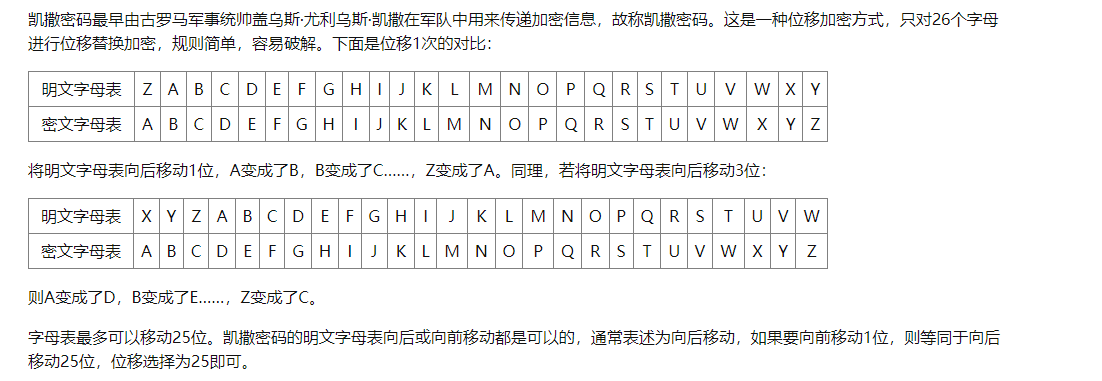 凯撒密码最早由古罗马军事统帅盖乌斯·尤利乌斯·凯撒在军队中用来传递加密信息，故称凯撒密码。这是一种位移加密方式，只对26个字母
进行位移替换加密，规则简单，容易破解。下面是位移1次的对比：
明文字母表 Z A B C D E F G H I J K L M N O P Q R S T U V W X Y
密文字母表 A B C D E F G H I J K L M N O P Q R S T U V W X Y Z
将明文字母表向后移动1位，A变成了B，B变成了C……，Z变成了A。同理，若将明文字母表向后移动3位：
明文字母表 X Y Z A B C D E F G H I J K L M N O P Q R S T U V W
密文字母表 A B C D E F G H I J K L M N O P Q R S T U V W X Y Z
则A变成了D，B变成了E……，Z变成了C。
字母表最多可以移动25位。凯撒密码的明文字母表向后或向前移动都是可以的，通常表述为向后移动，如果要向前移动1位，则等同于向后
移动25位，位移选择为25即可。